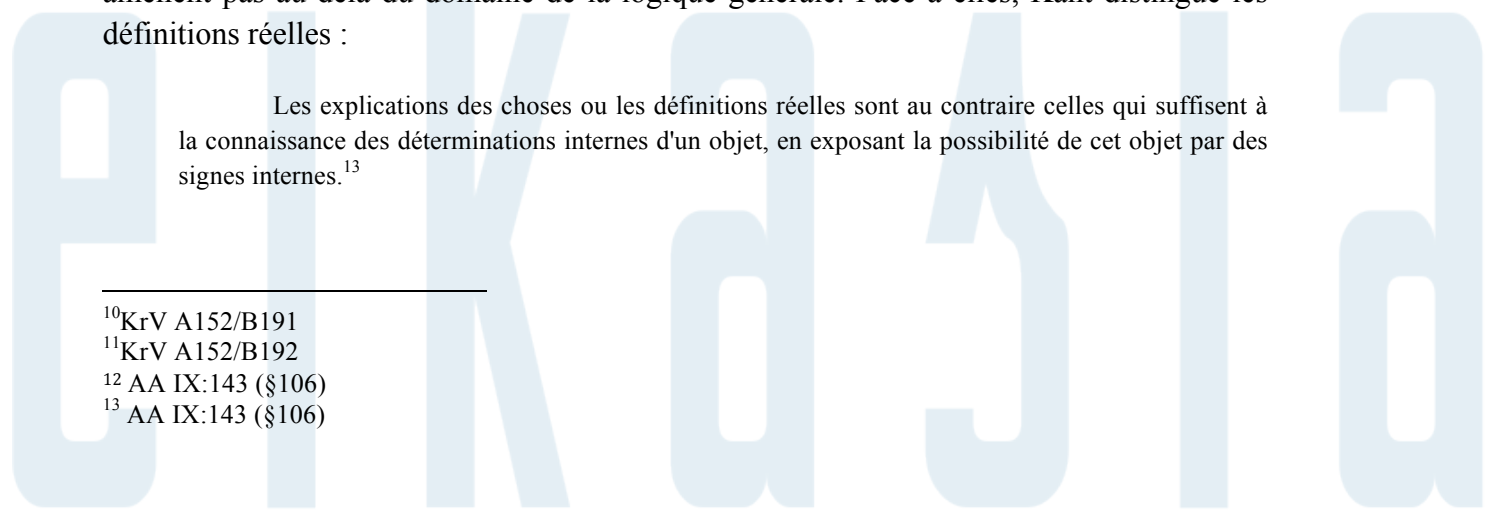 amènent pas au delà du domaine de la logique générale. Face à elles, Kant distingue les
définitions réelles :
Les explications des choses ou les définitions réelles sont au contraire celles qui suffisent à
la connaissance des déterminations internes d'un objet, en exposant la possibilité de cet objet par des
signes internes.13
10KrV A152/B191
11KrV A152/B192
12 AA IX:143 (§106)
13 AA IX:143 (§106)
eikasia